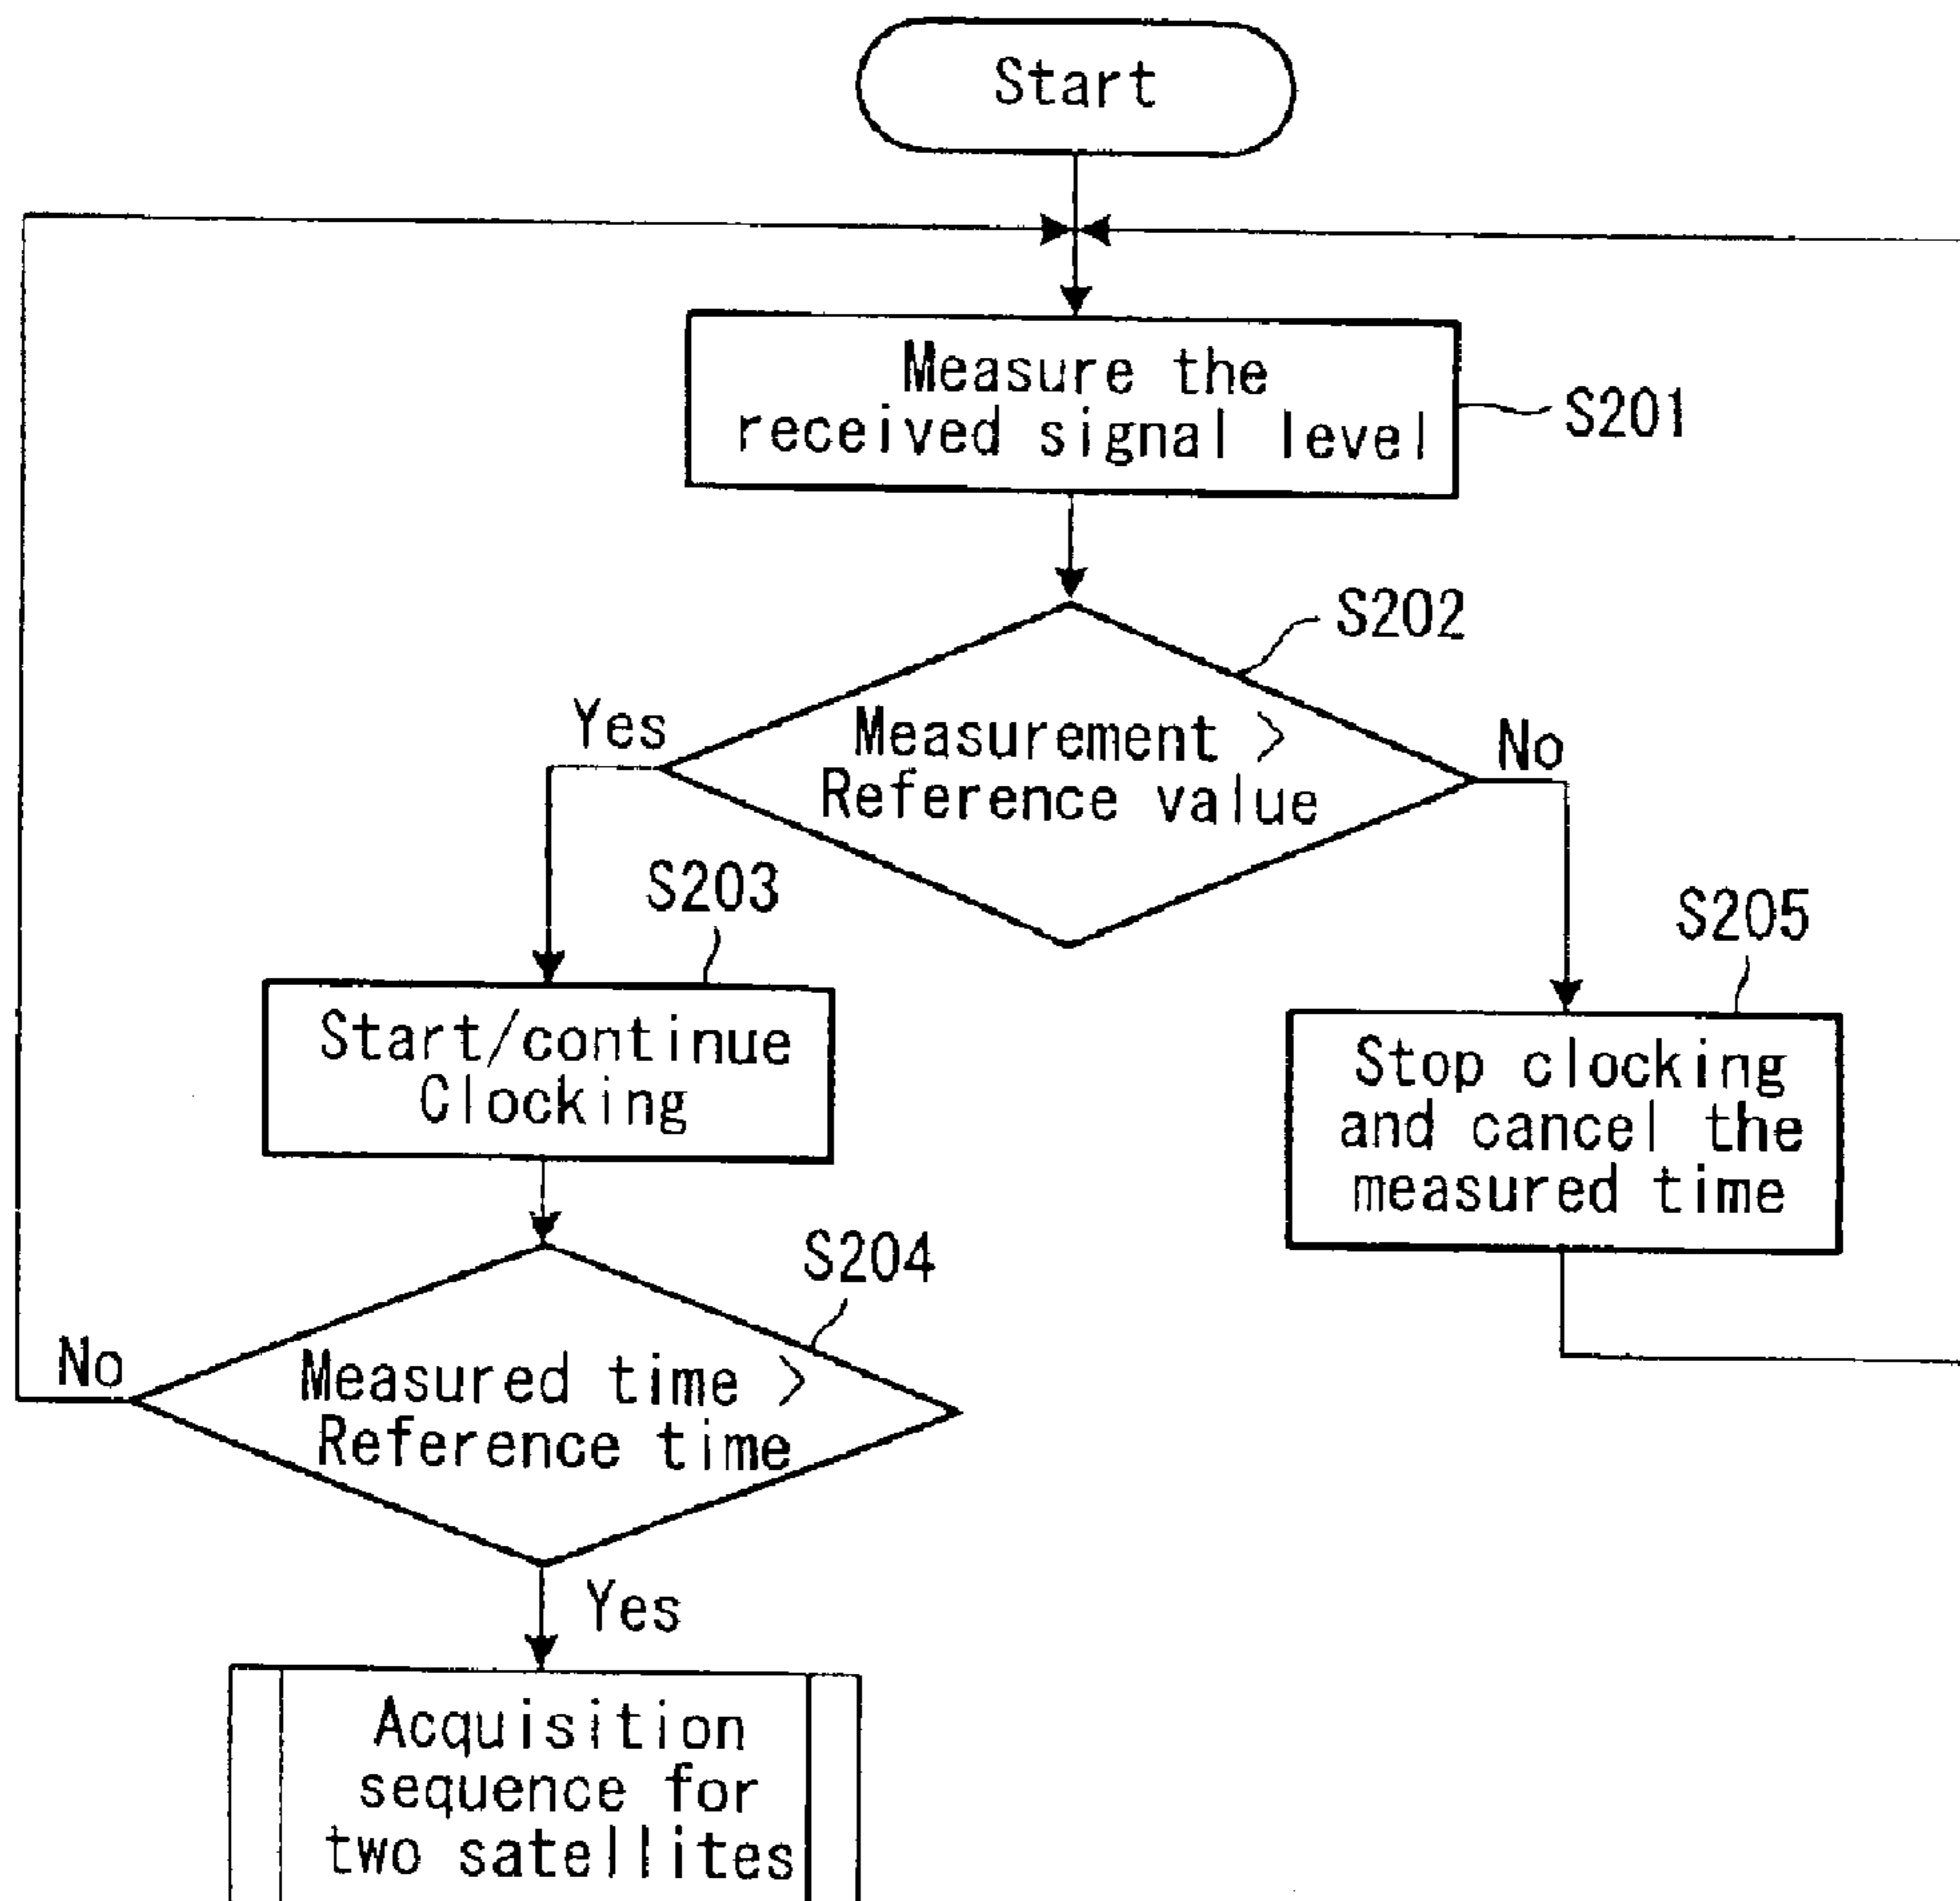 Start
Measure the
received signal level
S201
S202
Yes
Measurement >
Reference value
No
S203
S205
Start/continue
Clocking
Stop clocking
and cancel the
measured time
S204
No
Measured time >
Reference time
Yes
Acquisition
sequence for
two satellites